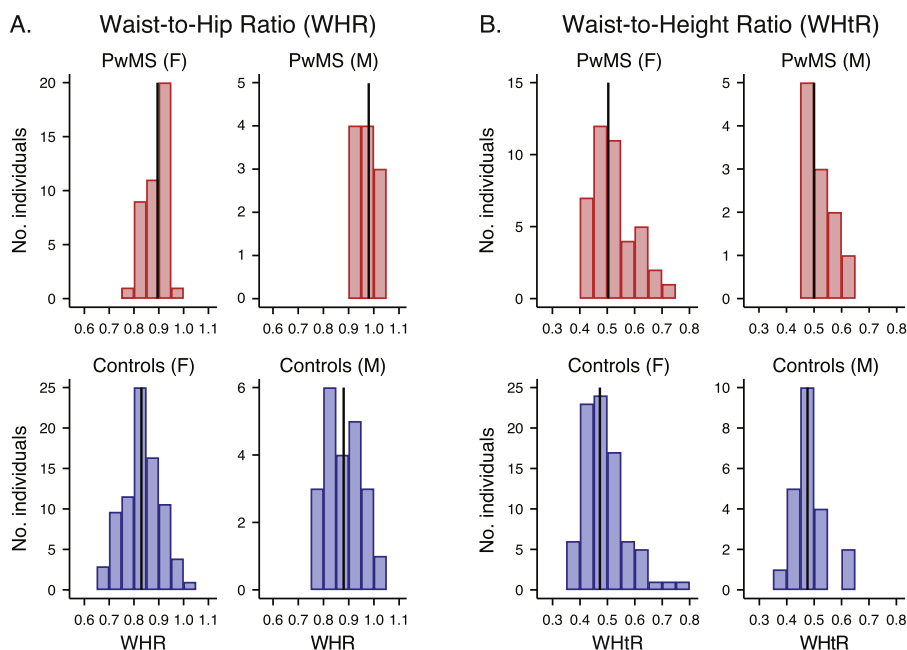 A. Waist-to-Hip Ratio (WHR)
B. Waist-to-Height Ratio (WHtR)
PwMS (F)
PwMS (M)
PwMS (F)
PwMS (M)
No. individuals
20
15
10
5
0
0.6 0.7 0.8 0.9 1.0 1.1
5
4
3
2
1
0
0.6 0.7 0.8 0.9 1.0 1.1
No. individuals
15
10
5
0
0.3 0.4 0.5 0.6 0.7 0.8
5
4
3
2
1
0
0.3 0.4 0.5 0.6 0.7 0.8
Controls (F)
Controls (M)
Controls (F)
Controls (M)
No. individuals
25
20
15
10
5
0
0.6 0.7 0.8 0.9 1.0 1.1
WHR
6
4
2
0
0.6 0.7 0.8 0.9 1.0 1.1
WHR
No. individuals
25
20
15
10
5
0
0.3 0.4 0.5 0.6 0.7 0.8
WHtR
10
8
6
4
2
0
0.3 0.4 0.5 0.6 0.7 0.8
WHtR